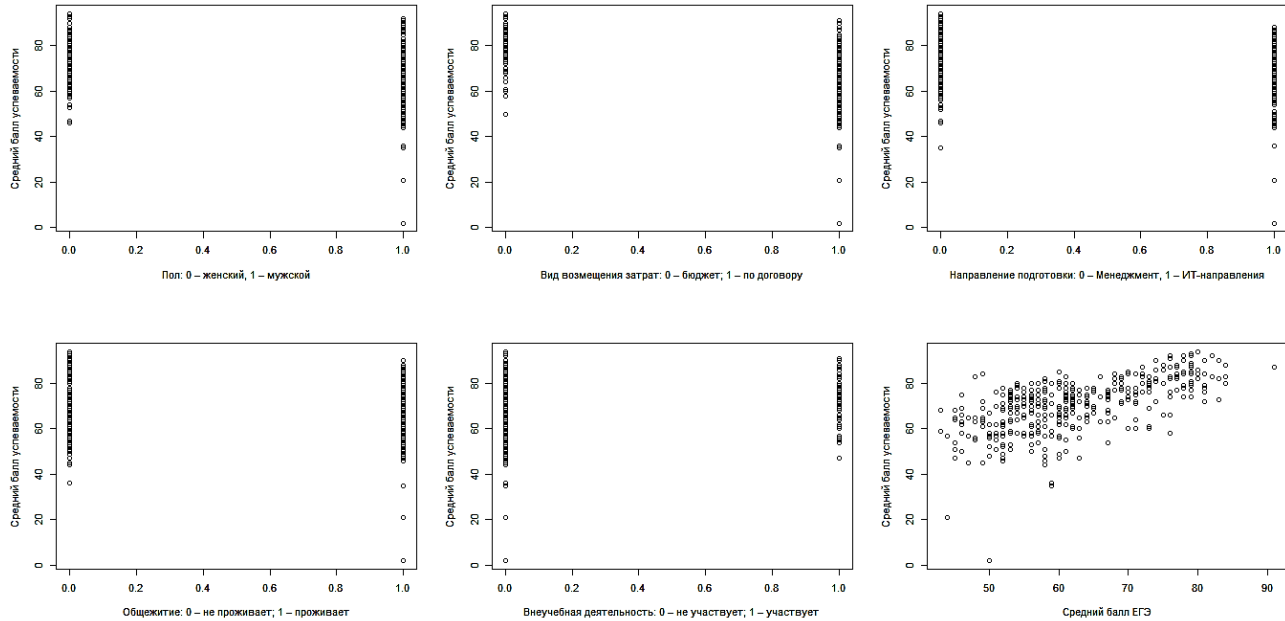 Средний балл успеваемости
80
60
40
20
0
0.0 0.2 0.4 0.6 0.8 1.0
Пол: 0 – женский, 1 – мужской
Средний балл успеваемости
80
60
40
20
0
0.0 0.2 0.4 0.6 0.8 1.0
Вид возмещения затрат: 0 – бюджет; 1 – по договору
Средний балл успеваемости
80
60
40
20
0
0.0 0.2 0.4 0.6 0.8 1.0
Направление подготовки: 0 – Менеджмент, 1 – ИТ-направления
Средний балл успеваемости
80
60
40
20
0
0.0 0.2 0.4 0.6 0.8 1.0
Общежитие: 0 – не проживает; 1 – проживает
Средний балл успеваемости
80
60
40
20
0
0.0 0.2 0.4 0.6 0.8 1.0
Внеучебная деятельность: 0 – не участвует; 1 – участвует
Средний балл успеваемости
80
60
40
20
0
50 60 70 80 90
Средний балл ЕГЭ